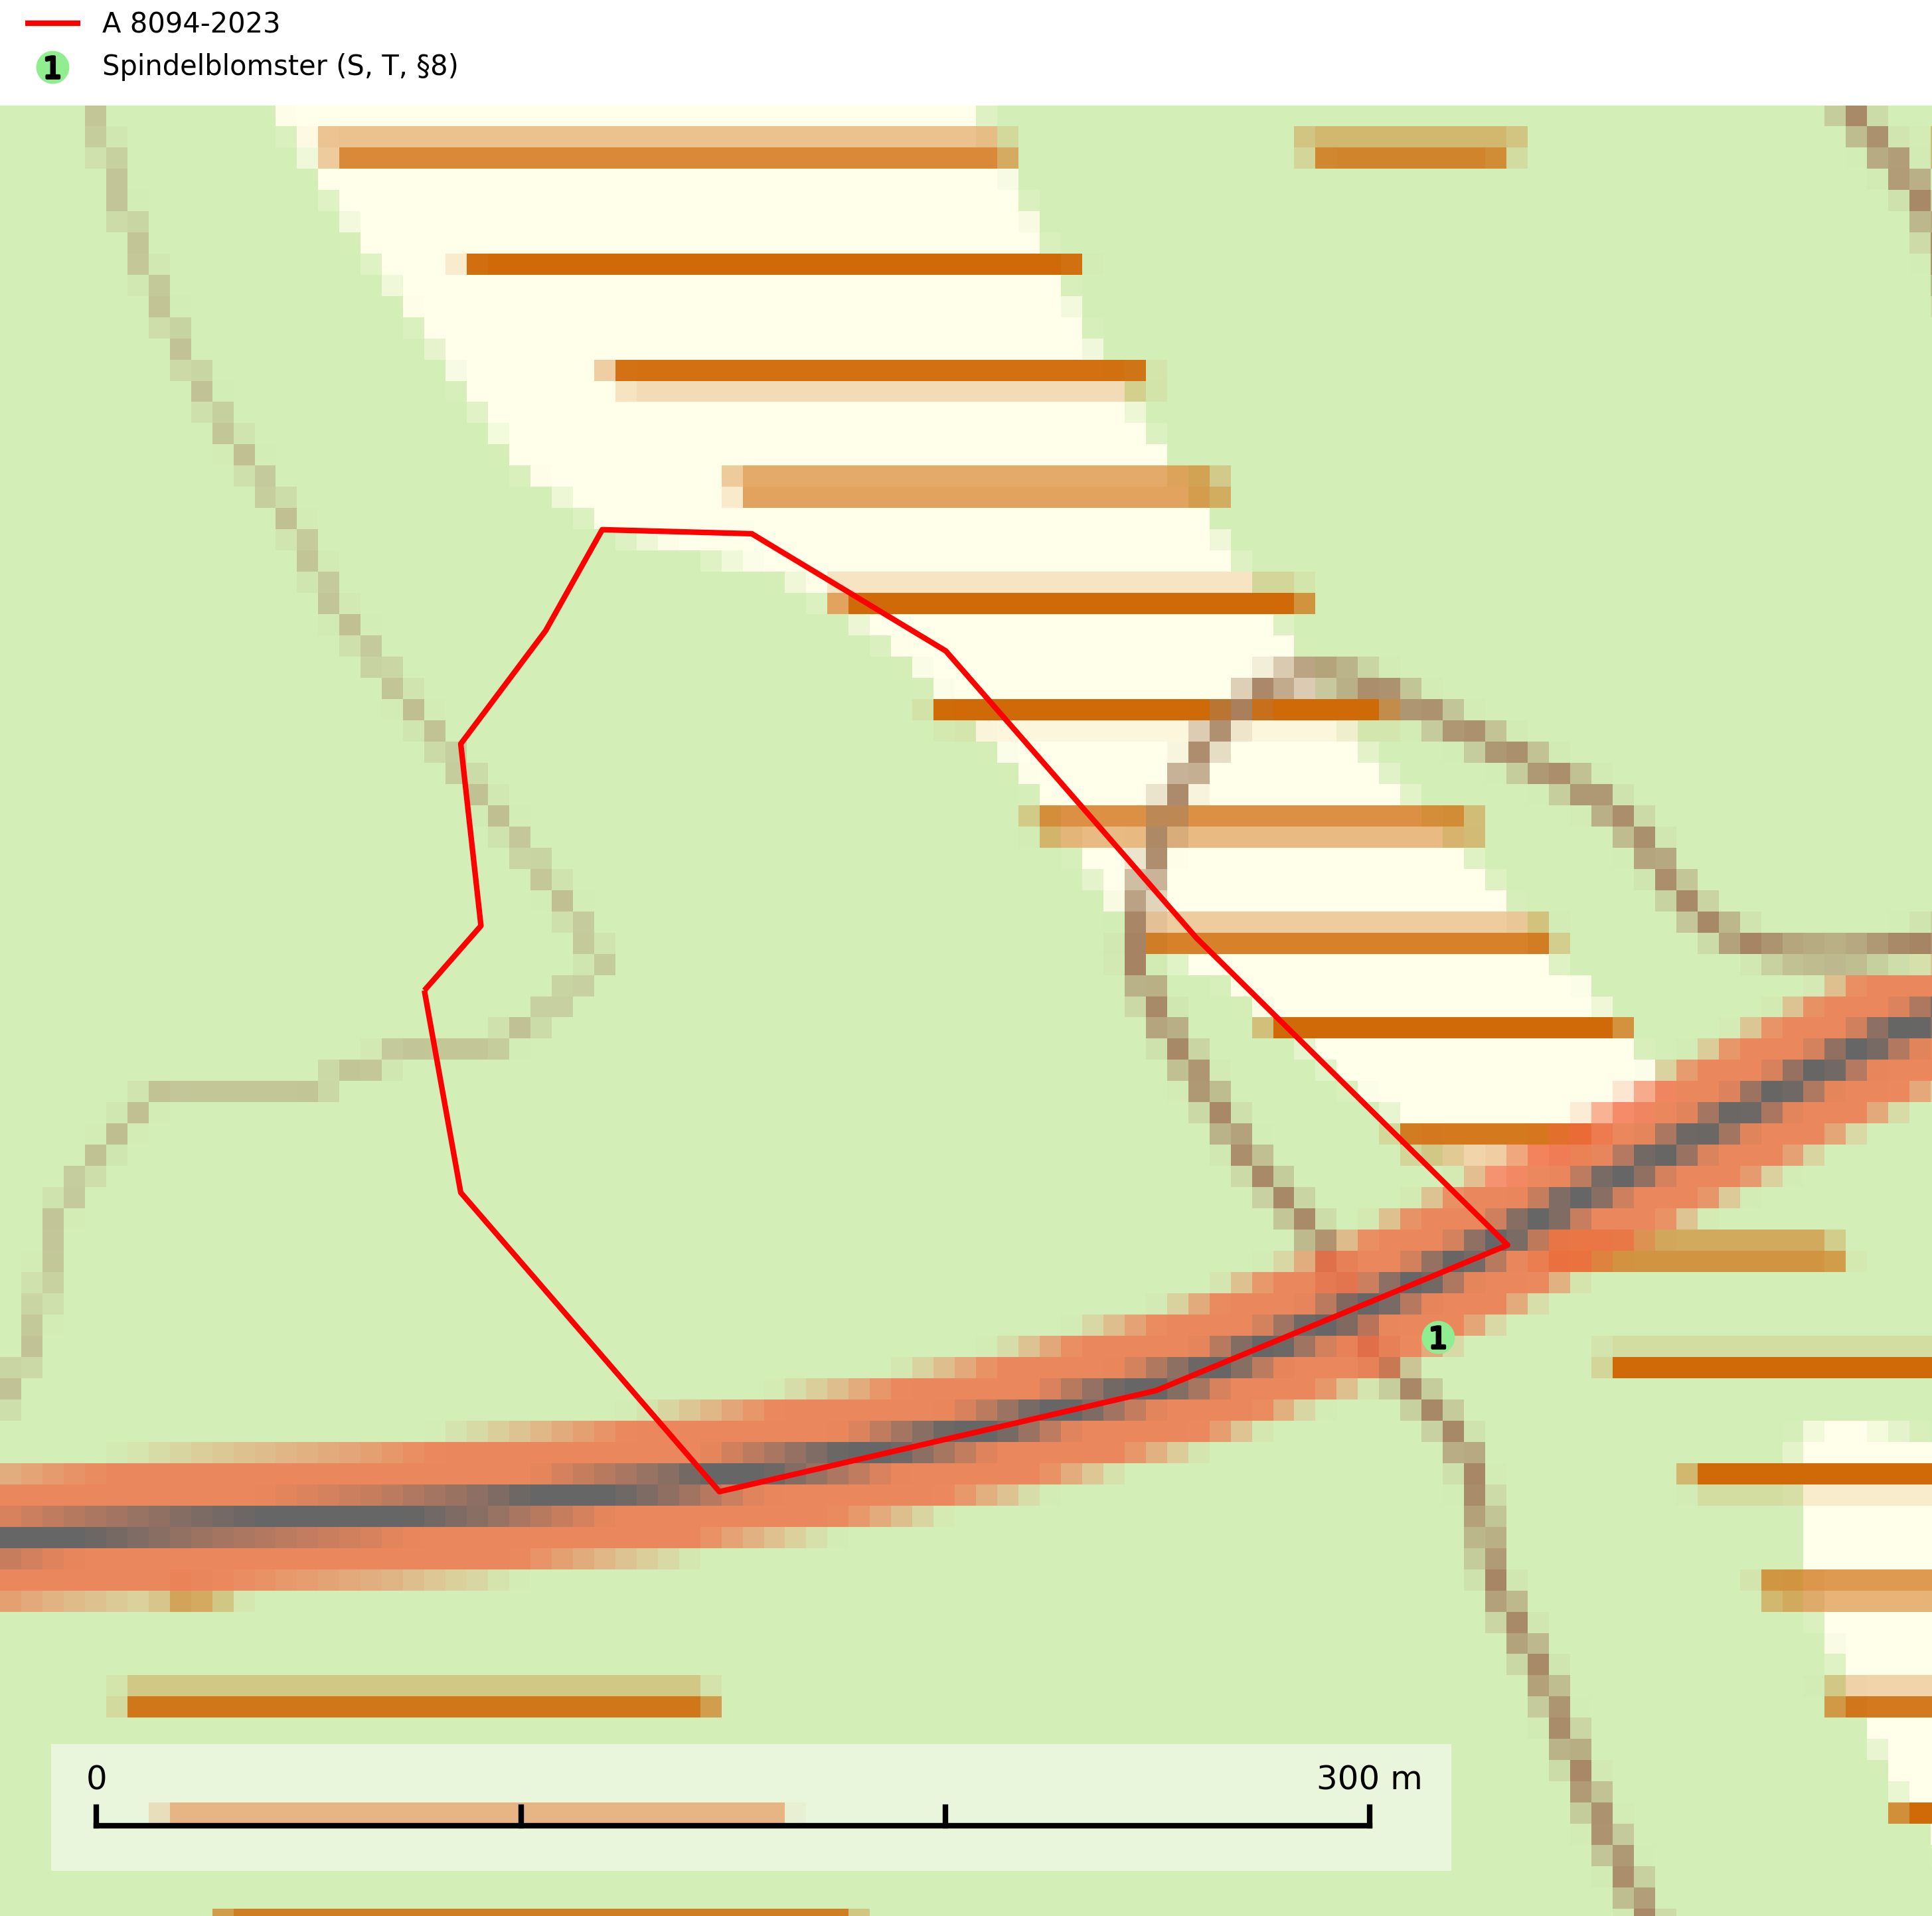 A 8094-2023
1 Spindelblomster (S, T, §8)
1
0 300 m